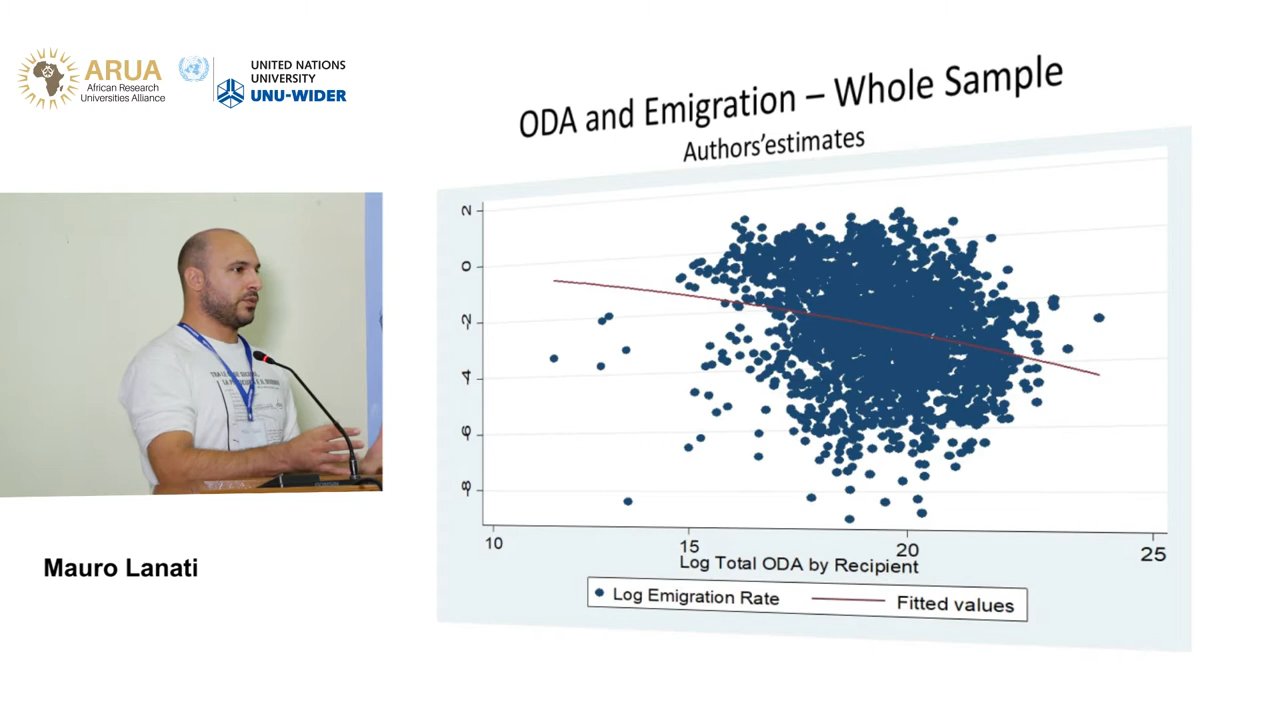 ARUA
African Research
Universities Alliance
UNITED NATIONS
UNIVERSITY
UNU-WIDER
ODA and Emigration – Whole Sample
Authors'estimates
2
0
-2
-4
-6
-8
10
15
20
25
Log Total ODA by Recipient
Log Emigration Rate
Fitted values
Mauro Lanati